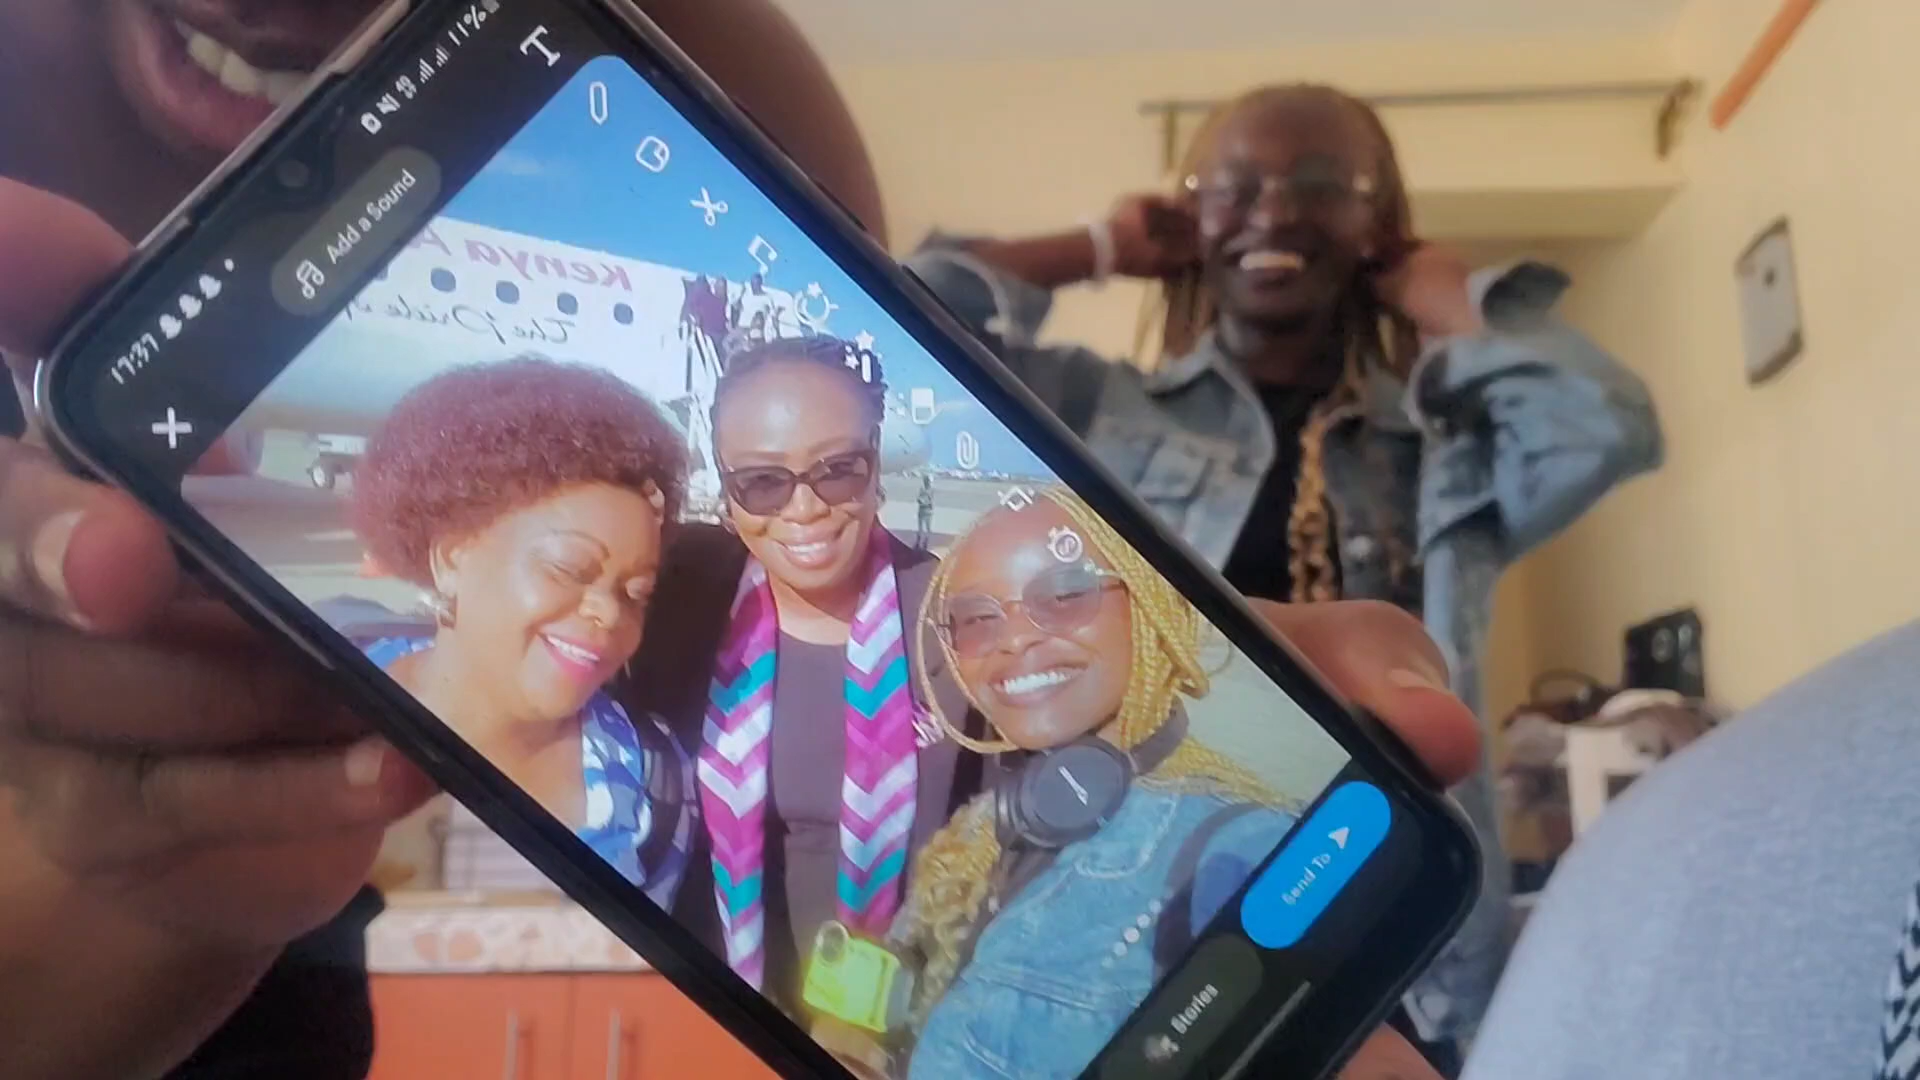 17:37
11%
T
Add a Sound
Kenya A
The Pride of
Send To
Stories